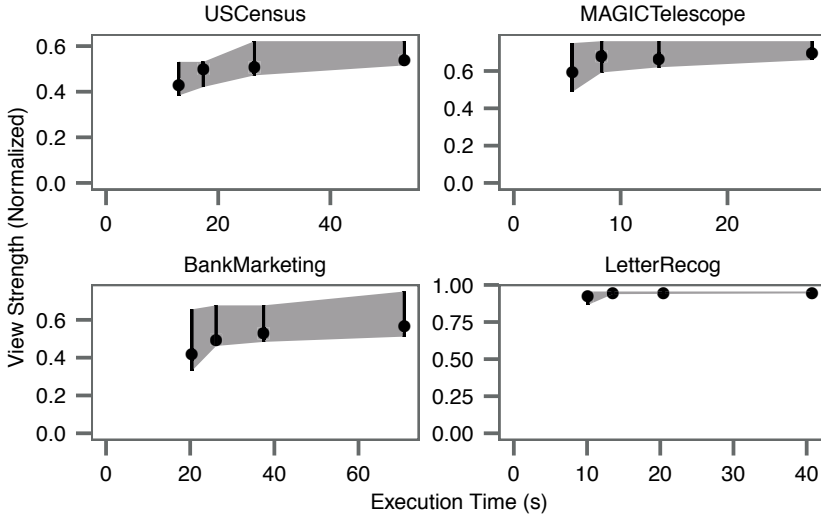 USCensus
MAGICTelescope
0.6
0.4
0.2
0.0
0 20 40
0.6
0.4
0.2
0.0
0 10 20
View Strength (Normalized)
BankMarketing
LetterRecog
0.6
0.4
0.2
0.0
0 20 40 60
1.00
0.75
0.50
0.25
0.00
0 10 20 30 40
Execution Time (s)